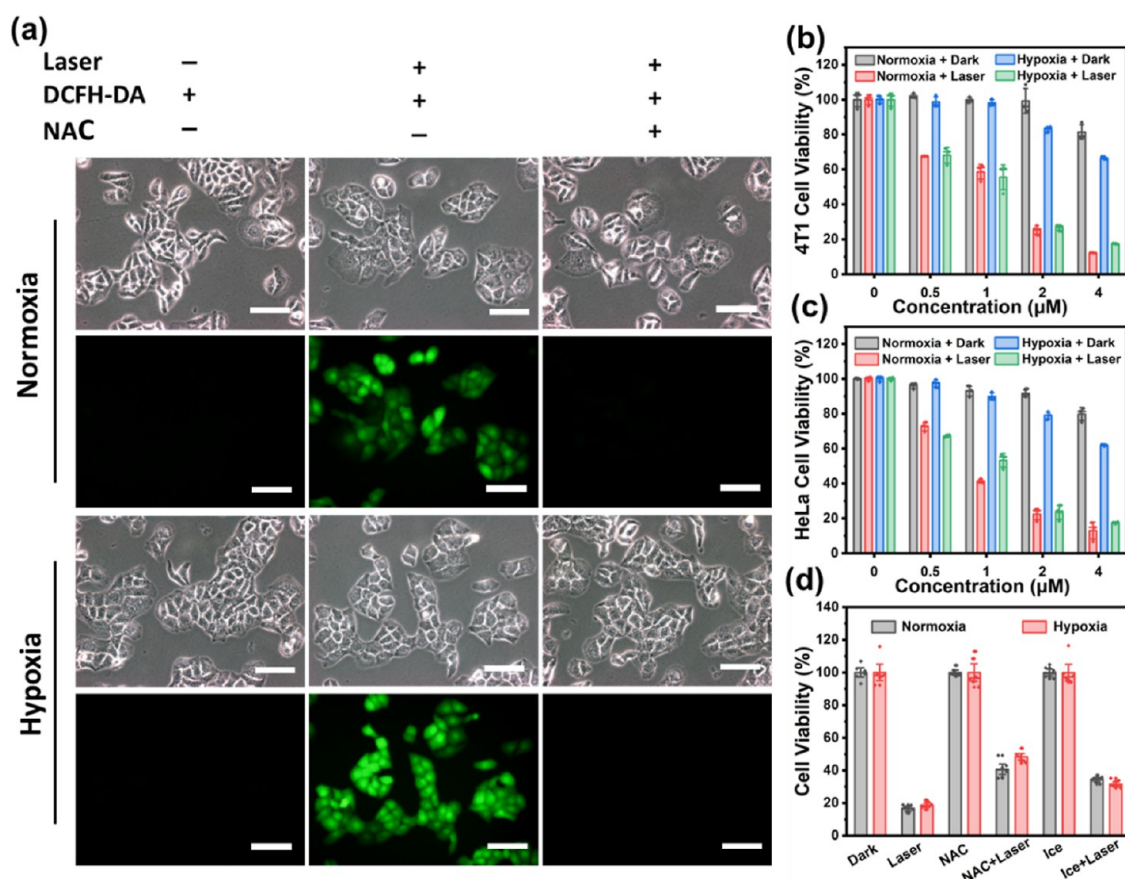 (a)
Laser − + +
DCFH-DA + + +
NAC − − +
Normoxia
Hypoxia
(b)
Normoxia + Dark Hypoxia + Dark
Normoxia + Laser Hypoxia + Laser
4T1 Cell Viability (%)
120
100
80
60
40
20
0
0 0.5 1 2 4
Concentration (μM)
(c)
Normoxia + Dark Hypoxia + Dark
Normoxia + Laser Hypoxia + Laser
HeLa Cell Viability (%)
120
100
80
60
40
20
0
0 0.5 1 2 4
Concentration (μM)
(d)
Normoxia Hypoxia
Cell Viability (%)
140
120
100
80
60
40
20
0
Dark Laser NAC NAC+Laser Ice Ice+Laser